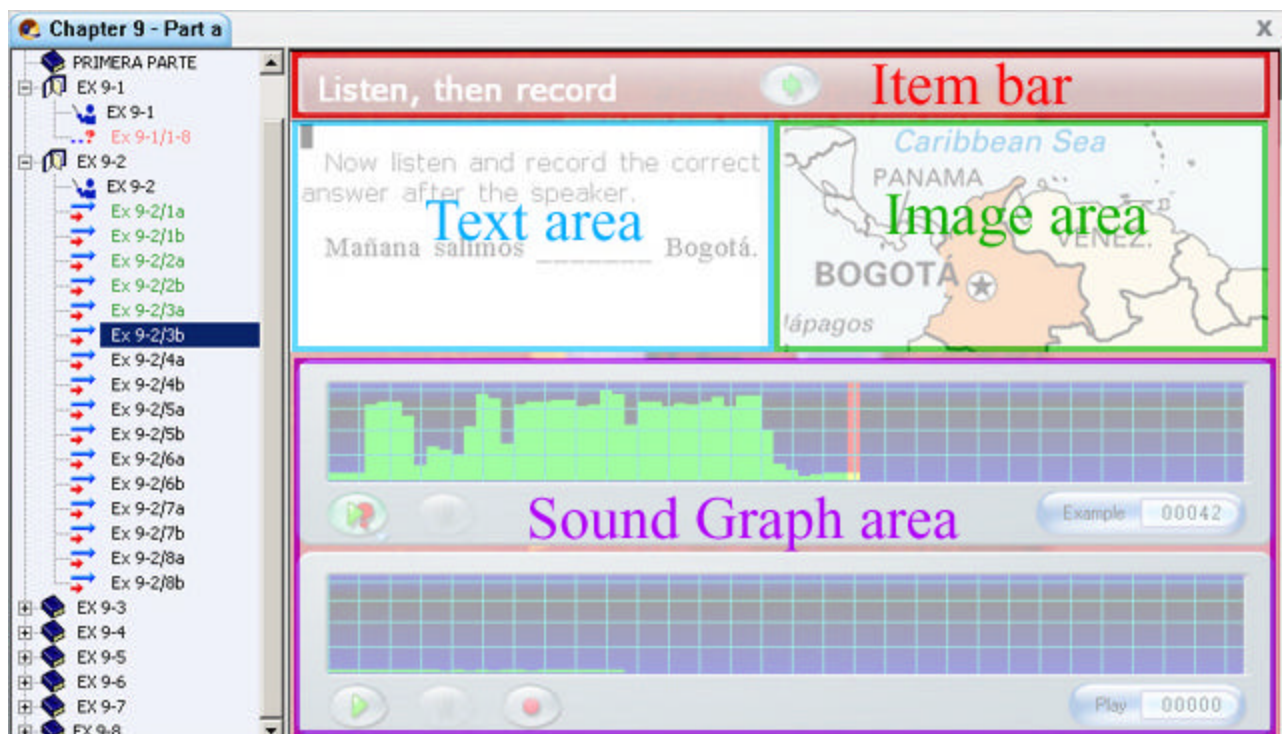 Chapter 9 - Part a
X
PRIMERA PARTE
EX 9-1
EX 9-1
Ex 9-1/1-8
EX 9-2
EX 9-2
Ex 9-2/1a
Ex 9-2/1b
Ex 9-2/2a
Ex 9-2/2b
Ex 9-2/3a
Ex 9-2/3b
Ex 9-2/4a
Ex 9-2/4b
Ex 9-2/5a
Ex 9-2/5b
Ex 9-2/6a
Ex 9-2/6b
Ex 9-2/7a
Ex 9-2/7b
Ex 9-2/8a
Ex 9-2/8b
EX 9-3
EX 9-4
EX 9-5
EX 9-6
EX 9-7
EX 9-8
Listen, then record
Item bar
Now listen and record the correct
answer after the speaker.
Text area
Mañana salimos _______ Bogotá.
Caribbean Sea
PANAMA
Image area
VENEZ.
BOGOTÁ
lápagos
Sound Graph area
Example 00042
Play 00000